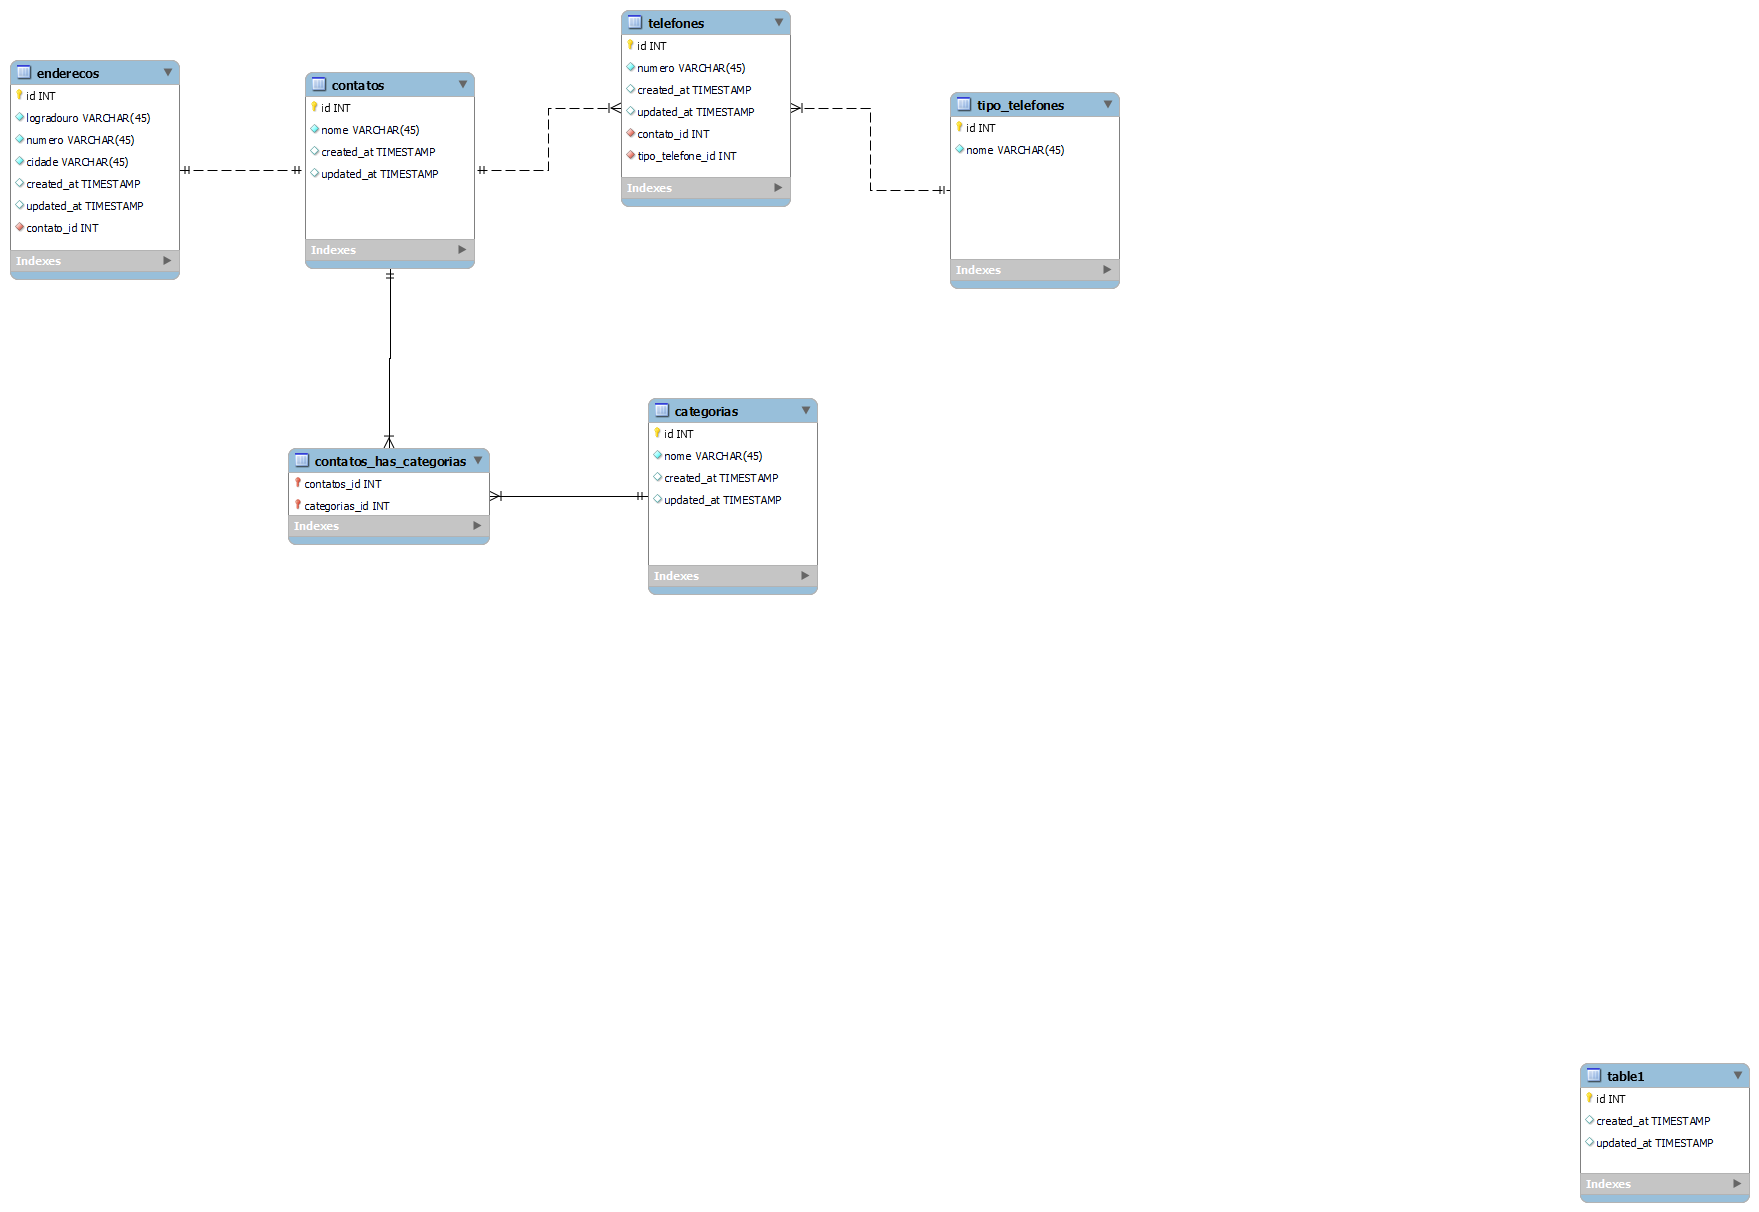 enderecos
id INT
logradouro VARCHAR(45)
numero VARCHAR(45)
cidade VARCHAR(45)
created_at TIMESTAMP
updated_at TIMESTAMP
contato_id INT
Indexes
contatos
id INT
nome VARCHAR(45)
created_at TIMESTAMP
updated_at TIMESTAMP
Indexes
telefones
id INT
numero VARCHAR(45)
created_at TIMESTAMP
updated_at TIMESTAMP
contato_id INT
tipo_telefone_id INT
Indexes
tipo_telefones
id INT
nome VARCHAR(45)
Indexes
contatos_has_categorias
contatos_id INT
categorias_id INT
Indexes
categorias
id INT
nome VARCHAR(45)
created_at TIMESTAMP
updated_at TIMESTAMP
Indexes
table1
id INT
created_at TIMESTAMP
updated_at TIMESTAMP
Indexes